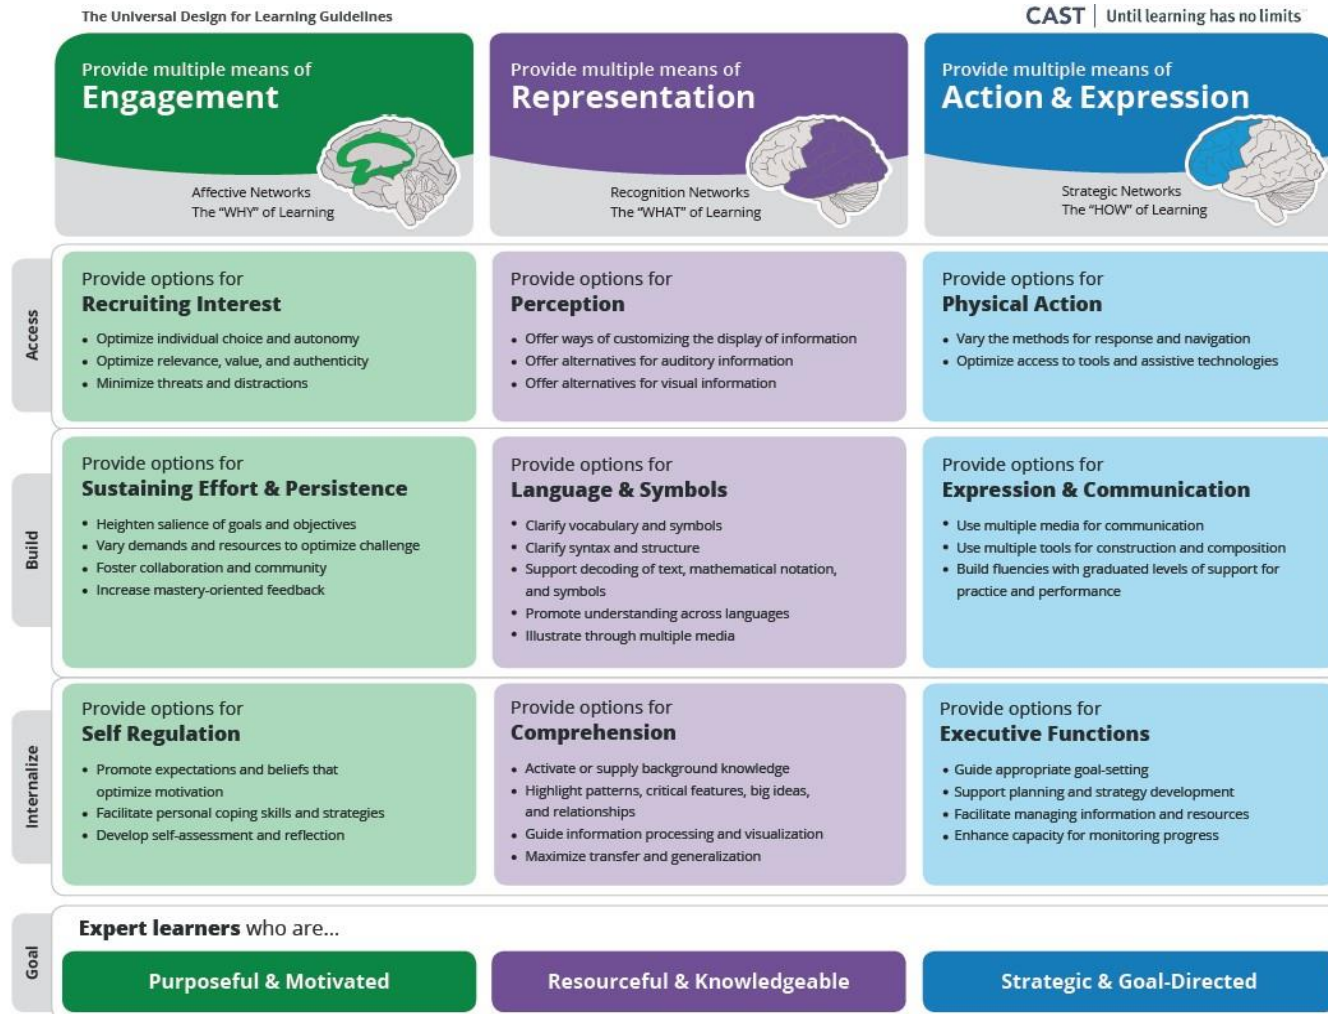 The Universal Design for Learning Guidelines
CAST | Until learning has no limits
Provide multiple means of
Engagement
Affective Networks
The “WHY” of Learning
Provide multiple means of
Representation
Recognition Networks
The “WHAT” of Learning
Provide multiple means of
Action & Expression
Strategic Networks
The “HOW” of Learning
Access
Provide options for
Recruiting Interest
• Optimize individual choice and autonomy
• Optimize relevance, value, and authenticity
• Minimize threats and distractions
Provide options for
Perception
• Offer ways of customizing the display of information
• Offer alternatives for auditory information
• Offer alternatives for visual information
Provide options for
Physical Action
• Vary the methods for response and navigation
• Optimize access to tools and assistive technologies
Build
Provide options for
Sustaining Effort & Persistence
• Heighten salience of goals and objectives
• Vary demands and resources to optimize challenge
• Foster collaboration and community
• Increase mastery-oriented feedback
Provide options for
Language & Symbols
• Clarify vocabulary and symbols
• Clarify syntax and structure
• Support decoding of text, mathematical notation,
and symbols
• Promote understanding across languages
• Illustrate through multiple media
Provide options for
Expression & Communication
• Use multiple media for communication
• Use multiple tools for construction and composition
• Build fluencies with graduated levels of support for
practice and performance
Internalize
Provide options for
Self Regulation
• Promote expectations and beliefs that
optimize motivation
• Facilitate personal coping skills and strategies
• Develop self-assessment and reflection
Provide options for
Comprehension
• Activate or supply background knowledge
• Highlight patterns, critical features, big ideas,
and relationships
• Guide information processing and visualization
• Maximize transfer and generalization
Provide options for
Executive Functions
• Guide appropriate goal-setting
• Support planning and strategy development
• Facilitate managing information and resources
• Enhance capacity for monitoring progress
Goal
Expert learners who are...
Purposeful & Motivated
Resourceful & Knowledgeable
Strategic & Goal-Directed